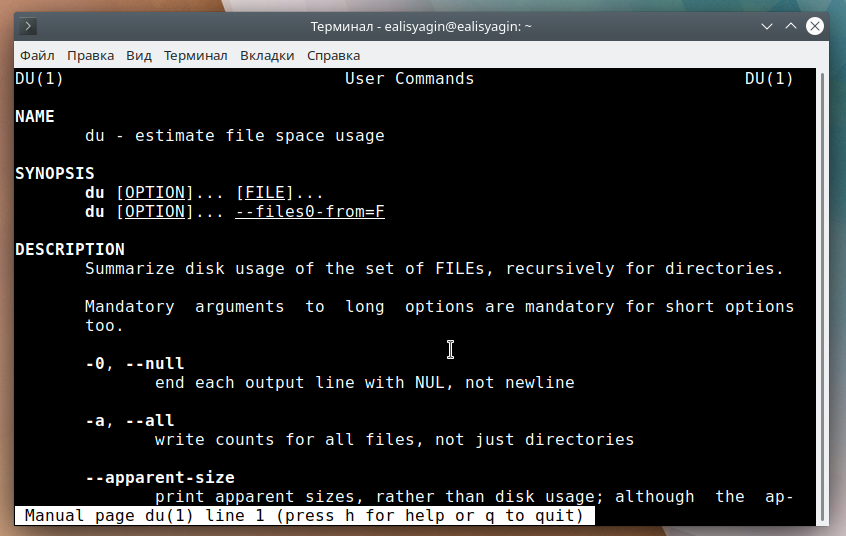 Терминал - ealisyagin@ealisyagin: ~
Файл Правка Вид Терминал Вкладки Справка
DU(1) User Commands DU(1)
NAME
du - estimate file space usage
SYNOPSIS
du [OPTION]... [FILE]...
du [OPTION]... --files0-from=F
DESCRIPTION
Summarize disk usage of the set of FILEs, recursively for directories.
Mandatory arguments to long options are mandatory for short options
too.
-0, --null
end each output line with NUL, not newline
-a, --all
write counts for all files, not just directories
--apparent-size
print apparent sizes, rather than disk usage; although the ap-
Manual page du(1) line 1 (press h for help or q to quit)